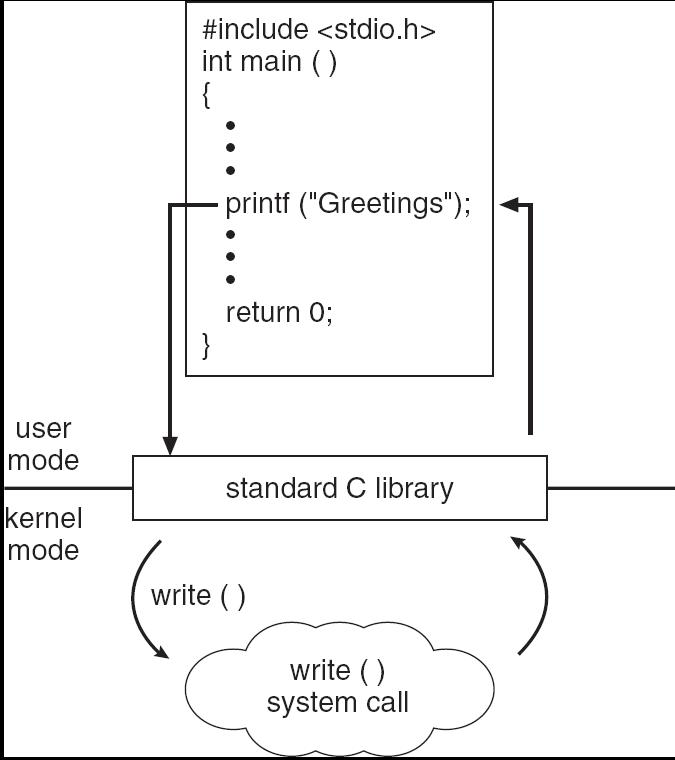 #include <stdio.h>
int main ( )
{
•
•
•
printf ("Greetings");
•
•
•
return 0;
}
user
mode
standard C library
kernel
mode
write ( )
write ( )
system call